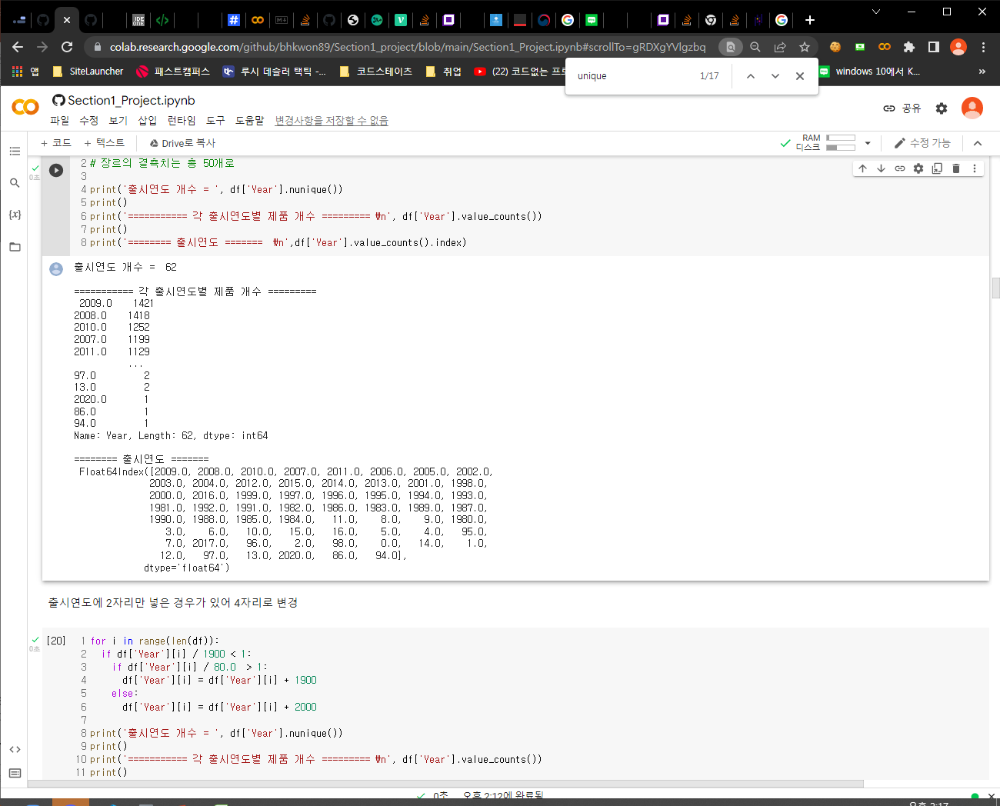 colab.research.google.com/github/bhkwon89/Section1_project/blob/main/Section1_Project.ipynb#scrollTo=gRDXgYVlgzbq
앱 SiteLauncher 패스트캠퍼스 루시 데슬러 택틱 -... 코드스테이츠 취업 (22) 코드없는 프로 windows 10에서 K... »
unique 1/17
Section1_Project.ipynb
파일 수정 보기 삽입 런타임 도구 도움말 변경사항을 저장할 수 없음
공유
+ 코드 + 텍스트 Drive로 복사
RAM
디스크
수정 가능
0초
2 # 장르의 결측치는 총 50개로
3
4 print('출시연도 개수 = ', df['Year'].nunique())
5 print()
6 print('=========== 각 출시연도별 제품 개수 ========= ₩n', df['Year'].value_counts())
7 print()
8 print('======== 출시연도 =======  ₩n',df['Year'].value_counts().index)
출시연도 개수 =  62
=========== 각 출시연도별 제품 개수 =========
2009.0    1421
2008.0    1418
2010.0    1252
2007.0    1199
2011.0    1129
...
97.0         2
13.0         2
2020.0       1
86.0         1
94.0         1
Name: Year, Length: 62, dtype: int64
======== 출시연도 =======
Float64Index([2009.0, 2008.0, 2010.0, 2007.0, 2011.0, 2006.0, 2005.0, 2002.0,
2003.0, 2004.0, 2012.0, 2015.0, 2014.0, 2013.0, 2001.0, 1998.0,
2000.0, 2016.0, 1999.0, 1997.0, 1996.0, 1995.0, 1994.0, 1993.0,
1981.0, 1992.0, 1991.0, 1982.0, 1986.0, 1983.0, 1989.0, 1987.0,
1990.0, 1988.0, 1985.0, 1984.0, 11.0, 8.0, 9.0, 1980.0,
3.0, 6.0, 10.0, 15.0, 16.0, 5.0, 4.0, 95.0,
7.0, 2017.0, 96.0, 2.0, 98.0, 0.0, 14.0, 1.0,
12.0, 97.0, 13.0, 2020.0, 86.0, 94.0],
dtype='float64')
출시연도에 2자리만 넣은 경우가 있어 4자리로 변경
0초
[20]
1 for i in range(len(df)):
2 if df['Year'][i] / 1900 < 1:
3 if df['Year'][i] / 80.0  > 1:
4 df['Year'][i] = df['Year'][i] + 1900
5 else:
6 df['Year'][i] = df['Year'][i] + 2000
7
8 print('출시연도 개수 = ', df['Year'].nunique())
9 print()
10 print('=========== 각 출시연도별 제품 개수 ========= ₩n', df['Year'].value_counts())
11 print()
0초 오후 2:12에 완료됨